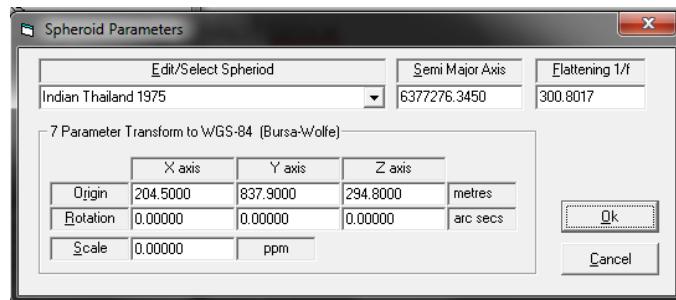 Spheroid Parameters
Edit/Select Spheriod Semi Major Axis Flattening 1/f
Indian Thailand 1975 6377276.3450 300.8017
7 Parameter Transform to WGS-84 (Bursa-Wolfe)
X axis Y axis Z axis
Origin 204.5000 837.9000 294.8000 metres
Rotation 0.00000 0.00000 0.00000 arc secs
Ok
Scale 0.00000 ppm
Cancel